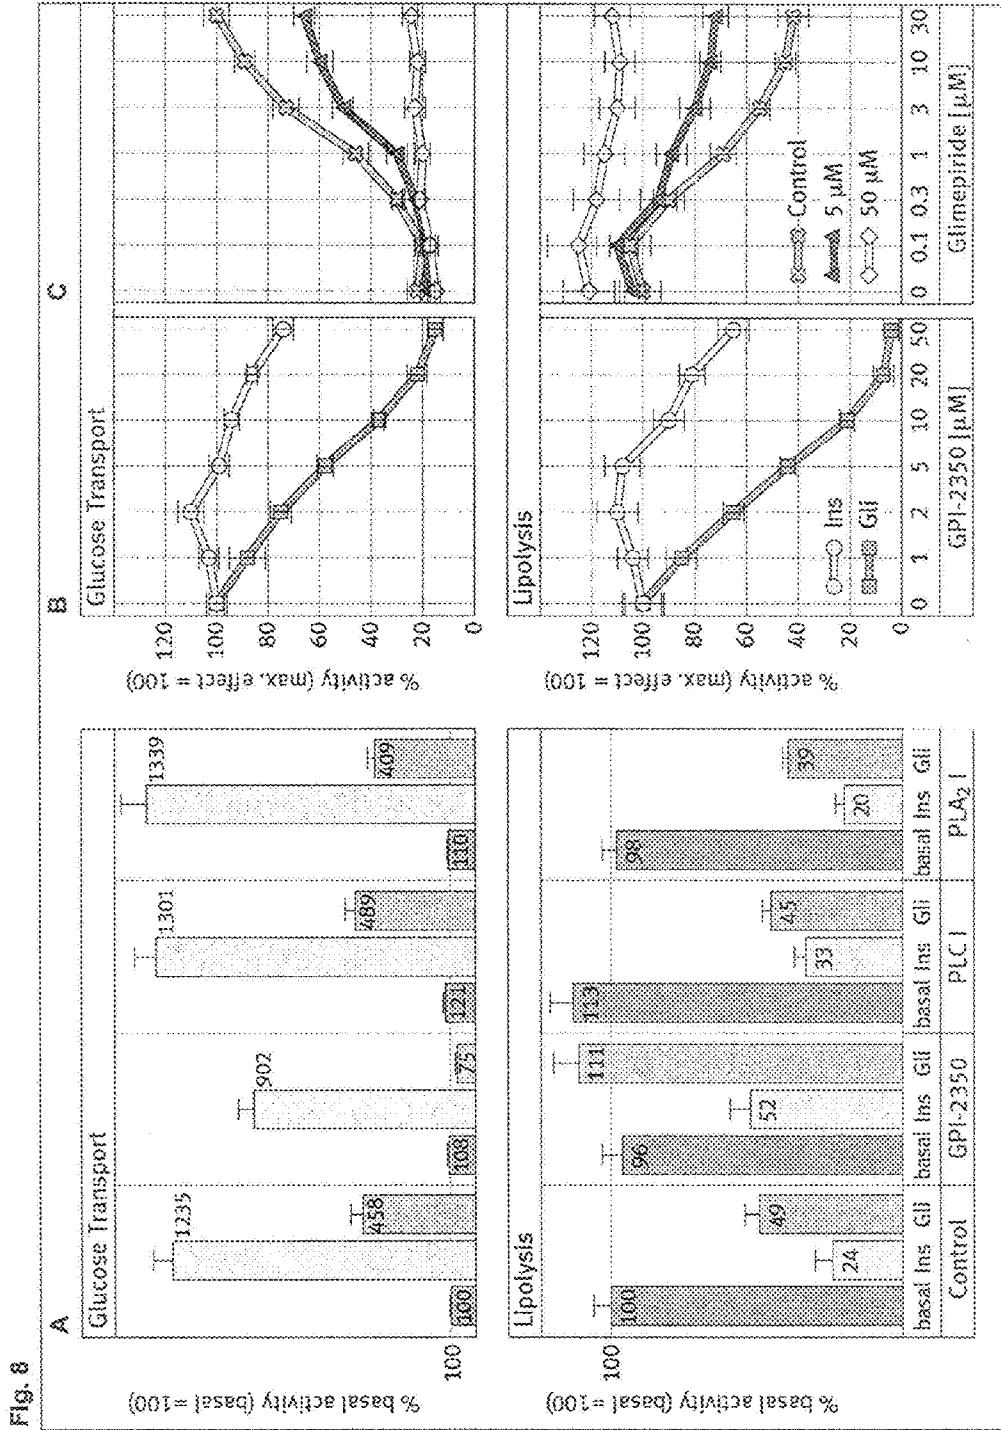 Fig. 8
A
Glucose Transport
% basal activity (basal = 100)
100
100
1235
458
108
902
75
121
1301
489
110
1339
409
Lipolysis
% basal activity (basal = 100)
100
100
24
49
96
52
111
113
33
45
98
20
39
basal Ins Gli basal Ins Gli basal Ins Gli basal Ins Gli
Control GPI-2350 PLC I PLA₂ I
B
Glucose Transport
% activity (max. effect = 100)
120
100
80
60
40
20
0
Lipolysis
% activity (max. effect = 100)
120
100
80
60
40
20
0
Ins
Gli
0 1 2 5 10 20 50
GPI-2350 [µM]
C
Control
5 µM
50 µM
0 0.1 0.3 1 3 10 30
Glimepiride [µM]